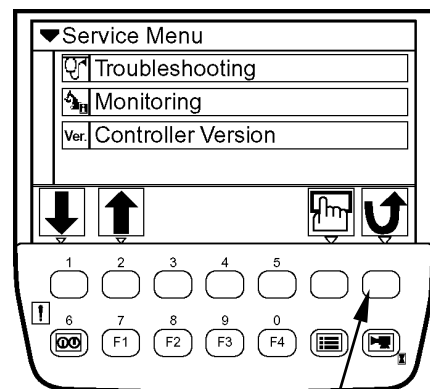 Service Menu
Troubleshooting
Monitoring
Ver. Controller Version
1 2 3 4 5
6 7 8 9 0
F1 F2 F3 F4